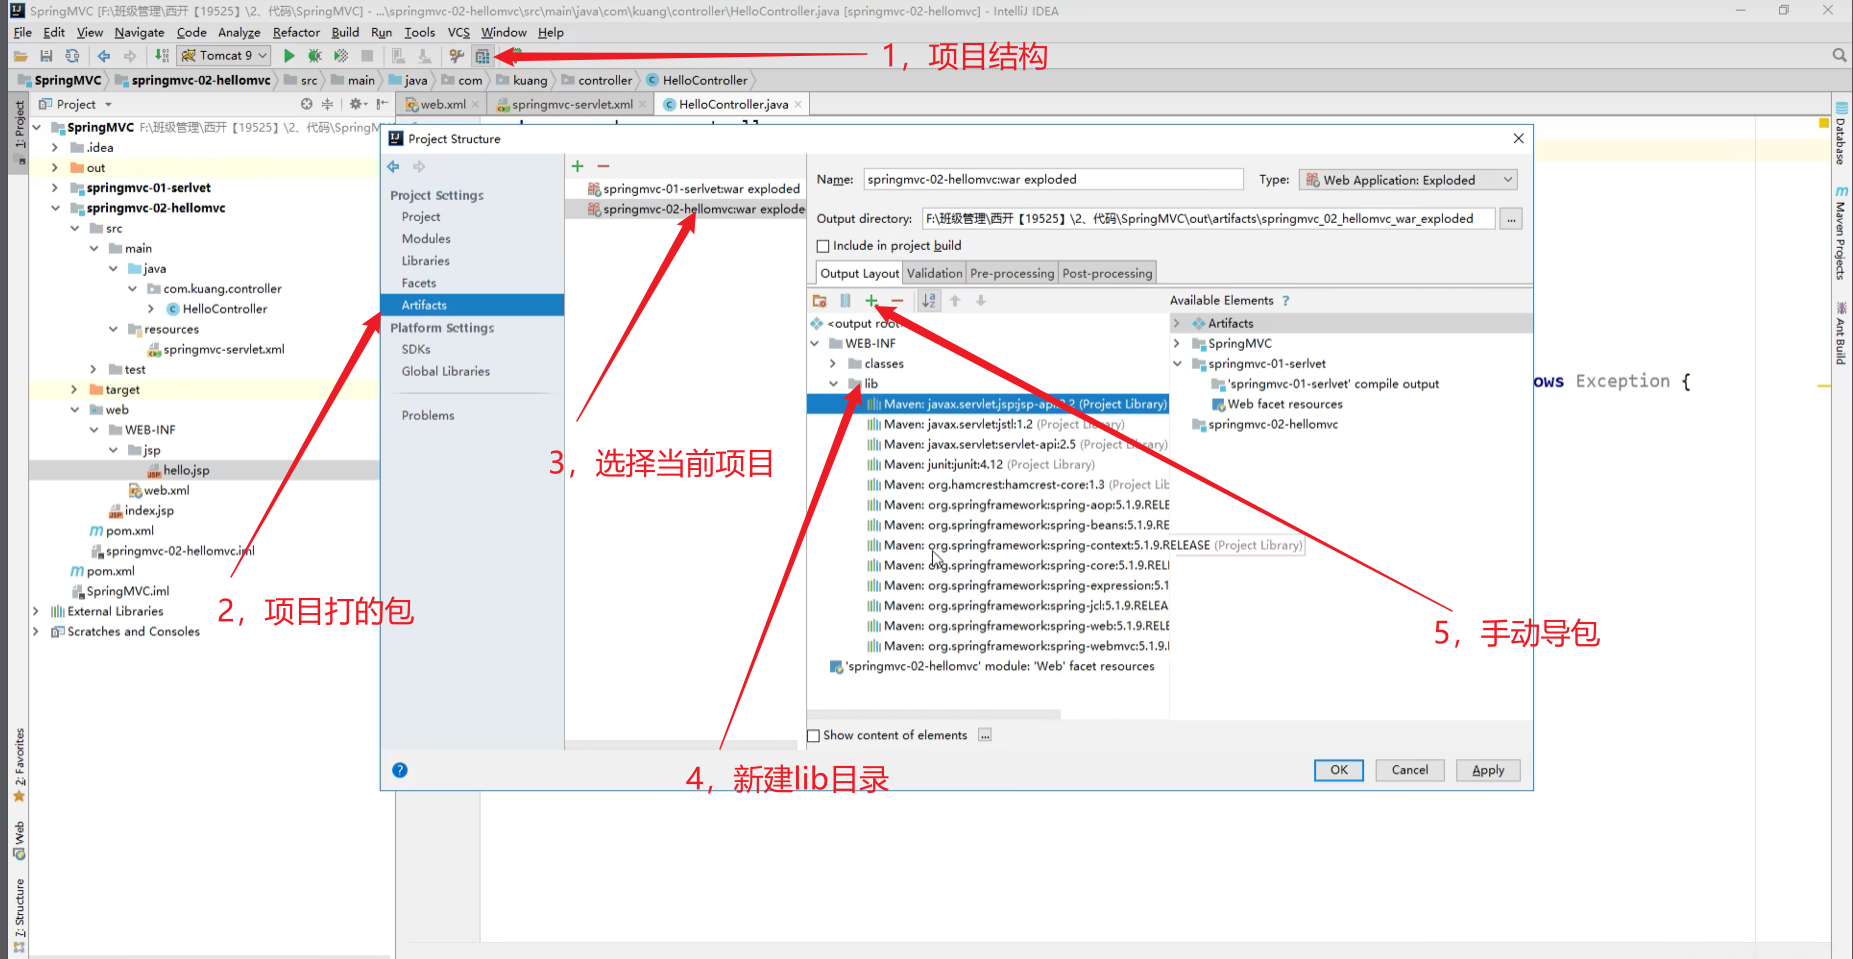 SpringMVC [F:\班级管理\西开【19525】\2、代码\SpringMVC] - ...\springmvc-02-hellomvc\src\main\java\com\kuang\controller\HelloController.java [springmvc-02-hellomvc] - IntelliJ IDEA
File Edit View Navigate Code Analyze Refactor Build Run Tools VCS Window Help
Tomcat 9
1，项目结构
SpringMVC springmvc-02-hellomvc src main java com kuang controller HelloController
Project
web.xml springmvc-servlet.xml HelloController.java
1: Project
SpringMVC F:\班级管理\西开【19525】\2、代码\SpringM
.idea
out
springmvc-01-serlvet
springmvc-02-hellomvc
src
main
java
com.kuang.controller
HelloController
resources
springmvc-servlet.xml
test
target
web
WEB-INF
jsp
hello.jsp
web.xml
index.jsp
pom.xml
springmvc-02-hellomvc.iml
pom.xml
SpringMVC.iml
External Libraries
Scratches and Consoles
2: Favorites
Web
7: Structure
Project Structure
Project Settings
Project
Modules
Libraries
Facets
Artifacts
Platform Settings
SDKs
Global Libraries
Problems
2，项目打的包
springmvc-01-serlvet:war exploded
springmvc-02-hellomvc:war explode
3，选择当前项目
Name: springmvc-02-hellomvc:war exploded Type: Web Application: Exploded
Output directory: F:\班级管理\西开【19525】\2、代码\SpringMVC\out\artifacts\springmvc_02_hellomvc_war_exploded ...
Include in project build
Output Layout Validation Pre-processing Post-processing
<output root>
WEB-INF
classes
lib
Maven: javax.servlet.jsp:jsp-api:2.2 (Project Library)
Maven: javax.servlet:jstl:1.2 (Project Library)
Maven: javax.servlet:servlet-api:2.5 (Project Library)
Maven: junit:junit:4.12 (Project Library)
Maven: org.hamcrest:hamcrest-core:1.3 (Project Lib
Maven: org.springframework:spring-aop:5.1.9.RELE
Maven: org.springframework:spring-beans:5.1.9.RE
Maven: org.springframework:spring-context:5.1.9.RELEASE (Project Library)
Maven: org.springframework:spring-core:5.1.9.RELI
Maven: org.springframework:spring-expression:5.1
Maven: org.springframework:spring-jcl:5.1.9.RELEA
Maven: org.springframework:spring-web:5.1.9.RELE
Maven: org.springframework:spring-webmvc:5.1.9.I
'springmvc-02-hellomvc' module: 'Web' facet resources
Available Elements ?
Artifacts
SpringMVC
springmvc-01-serlvet
'springmvc-01-serlvet' compile output
Web facet resources
springmvc-02-hellomvc
Show content of elements ...
4，新建lib目录
OK Cancel Apply
5，手动导包
ows Exception {
Database
Maven Projects
Ant Build